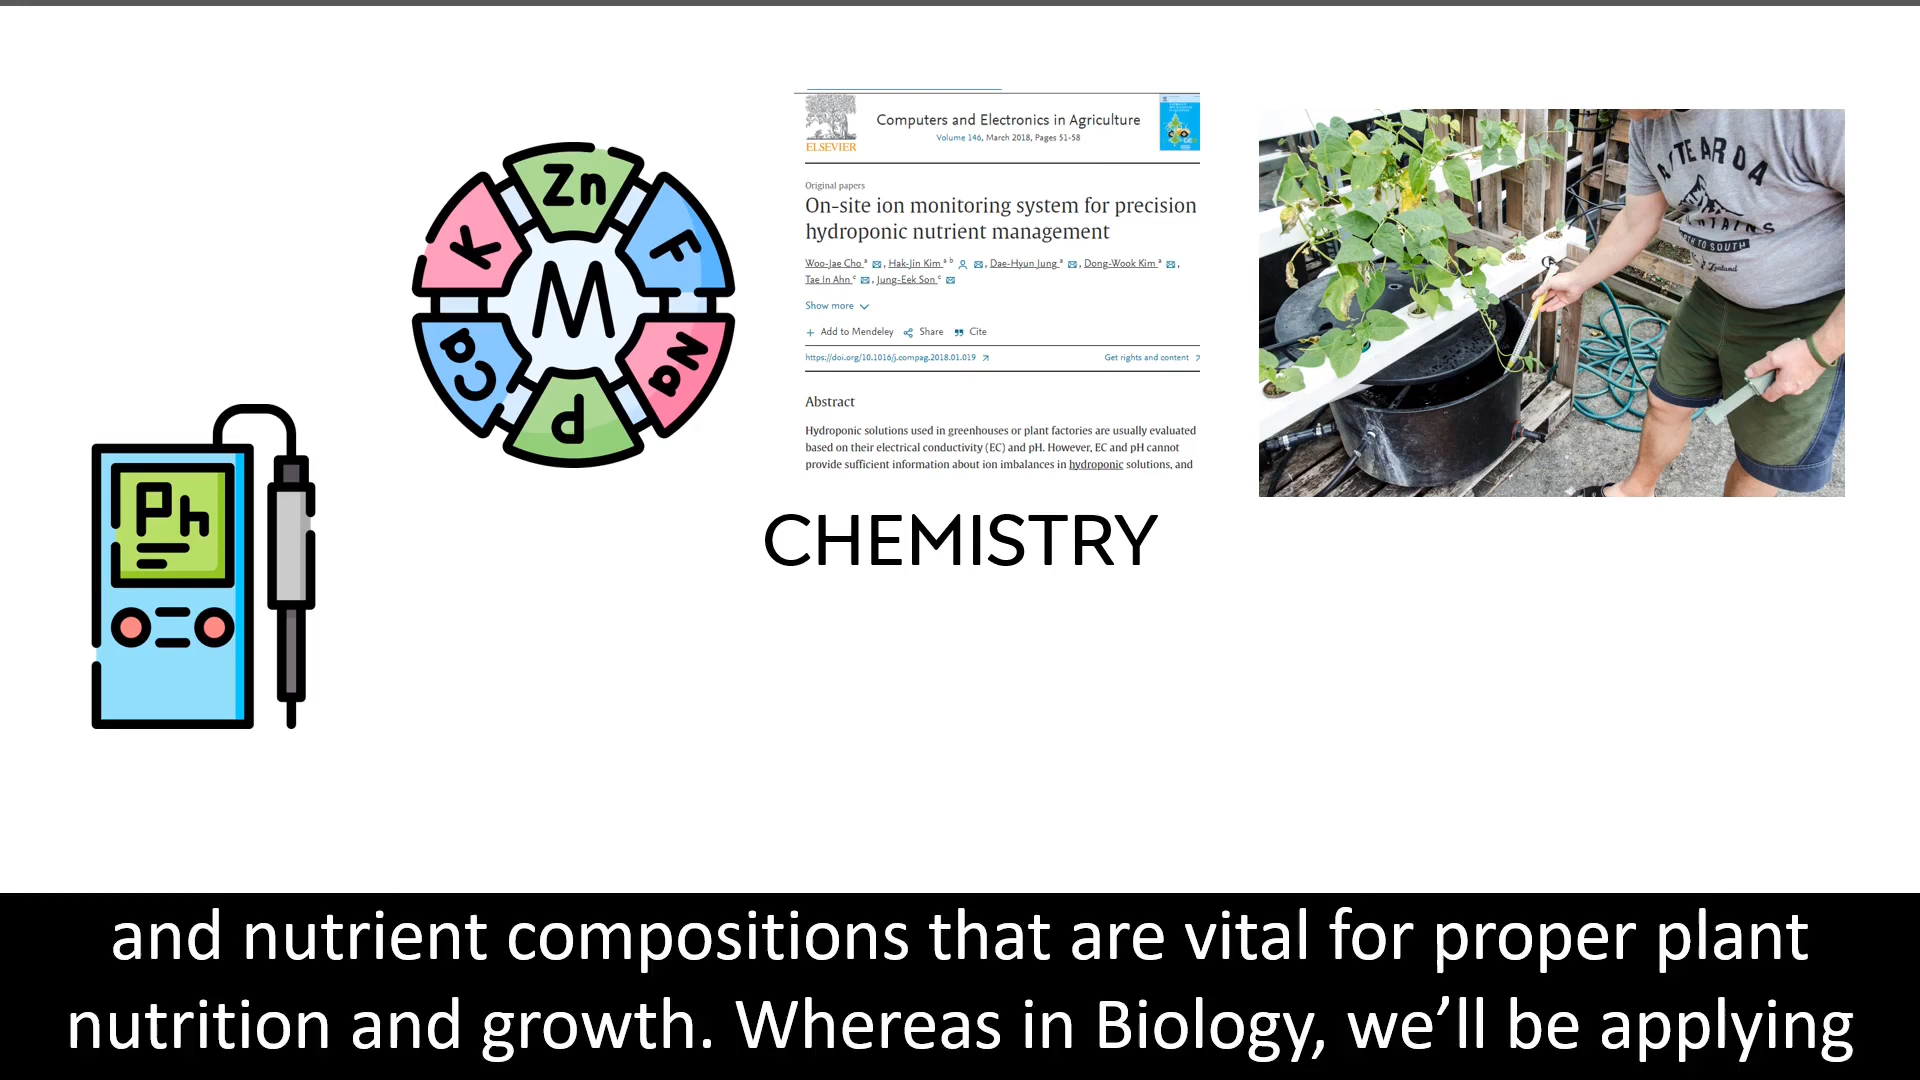 Zn
F
K
M
Ca
Na
P
Ph
ELSEVIER
Computers and Electronics in Agriculture
Volume 146, March 2018, Pages 51-58
Original papers
On-site ion monitoring system for precision
hydroponic nutrient management
Woo-Jae Cho a, Hak-Jin Kim a b, Dae-Hyun Jung a, Dong-Wook Kim a,
Tae In Ahn c, Jung-Eek Son c
Show more
Add to Mendeley Share Cite
https://doi.org/10.1016/j.compag.2018.01.019
Get rights and content
Abstract
Hydroponic solutions used in greenhouses or plant factories are usually evaluated
based on their electrical conductivity (EC) and pH. However, EC and pH cannot
provide sufficient information about ion imbalances in hydroponic solutions, and
TO SOUTH
CHEMISTRY
and nutrient compositions that are vital for proper plant
nutrition and growth. Whereas in Biology, we’ll be applying